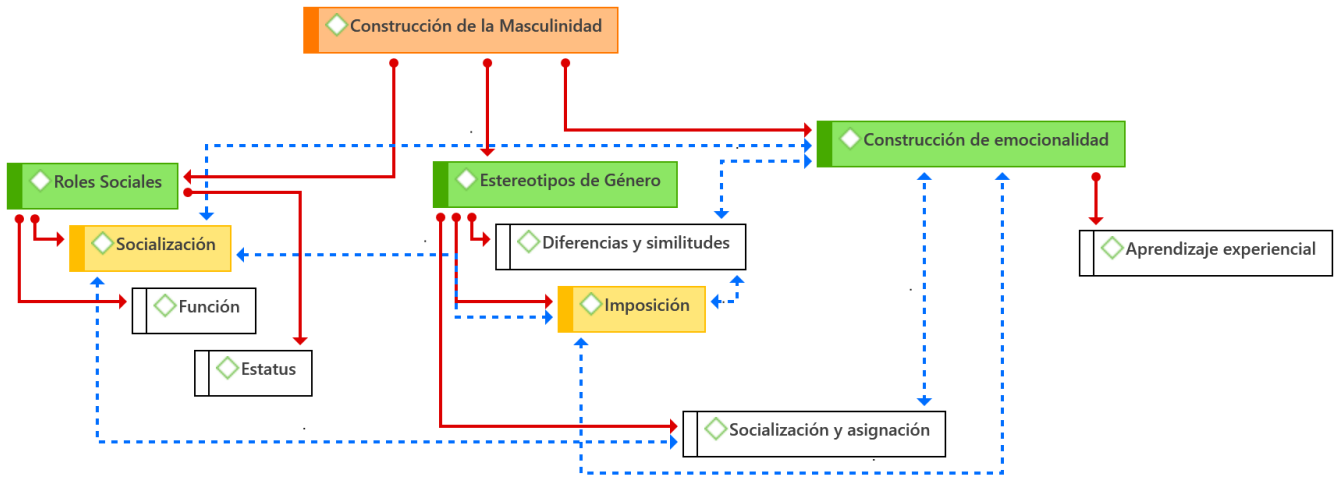 Construcción de la Masculinidad
Construcción de emocionalidad
Roles Sociales
Estereotipos de Género
Socialización
Diferencias y similitudes
Aprendizaje experiencial
Función
Imposición
Estatus
Socialización y asignación